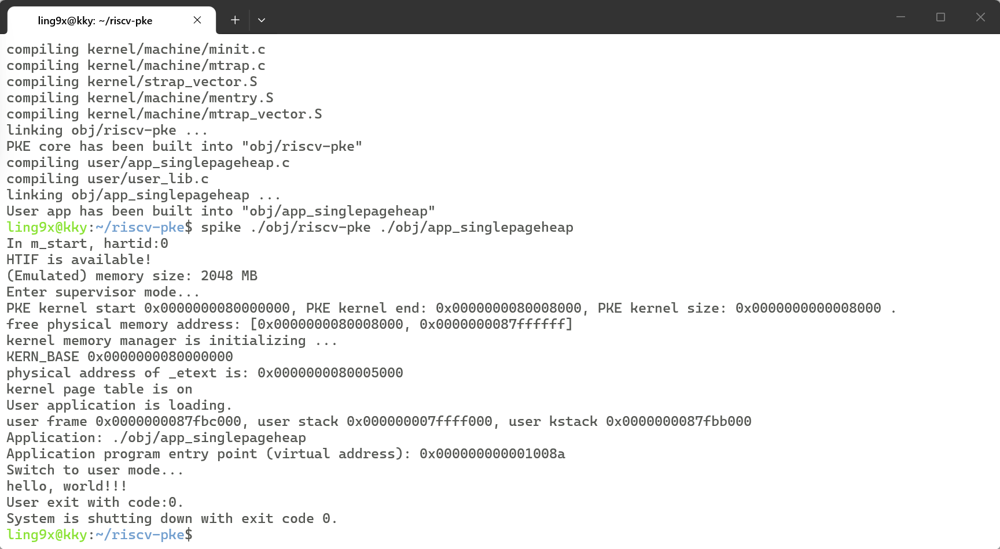 ling9x@kky: ~/riscv-pke
compiling kernel/machine/minit.c
compiling kernel/machine/mtrap.c
compiling kernel/strap_vector.S
compiling kernel/machine/mentry.S
compiling kernel/machine/mtrap_vector.S
linking obj/riscv-pke ...
PKE core has been built into "obj/riscv-pke"
compiling user/app_singlepageheap.c
compiling user/user_lib.c
linking obj/app_singlepageheap ...
User app has been built into "obj/app_singlepageheap"
ling9x@kky:~/riscv-pke$ spike ./obj/riscv-pke ./obj/app_singlepageheap
In m_start, hartid:0
HTIF is available!
(Emulated) memory size: 2048 MB
Enter supervisor mode...
PKE kernel start 0x0000000080000000, PKE kernel end: 0x0000000080008000, PKE kernel size: 0x0000000000008000 .
free physical memory address: [0x0000000080008000, 0x0000000087ffffff]
kernel memory manager is initializing ...
KERN_BASE 0x0000000080000000
physical address of _etext is: 0x0000000080005000
kernel page table is on
User application is loading.
user frame 0x0000000087fbc000, user stack 0x000000007ffff000, user kstack 0x0000000087fbb000
Application: ./obj/app_singlepageheap
Application program entry point (virtual address): 0x000000000001008a
Switch to user mode...
hello, world!!!
User exit with code:0.
System is shutting down with exit code 0.
ling9x@kky:~/riscv-pke$